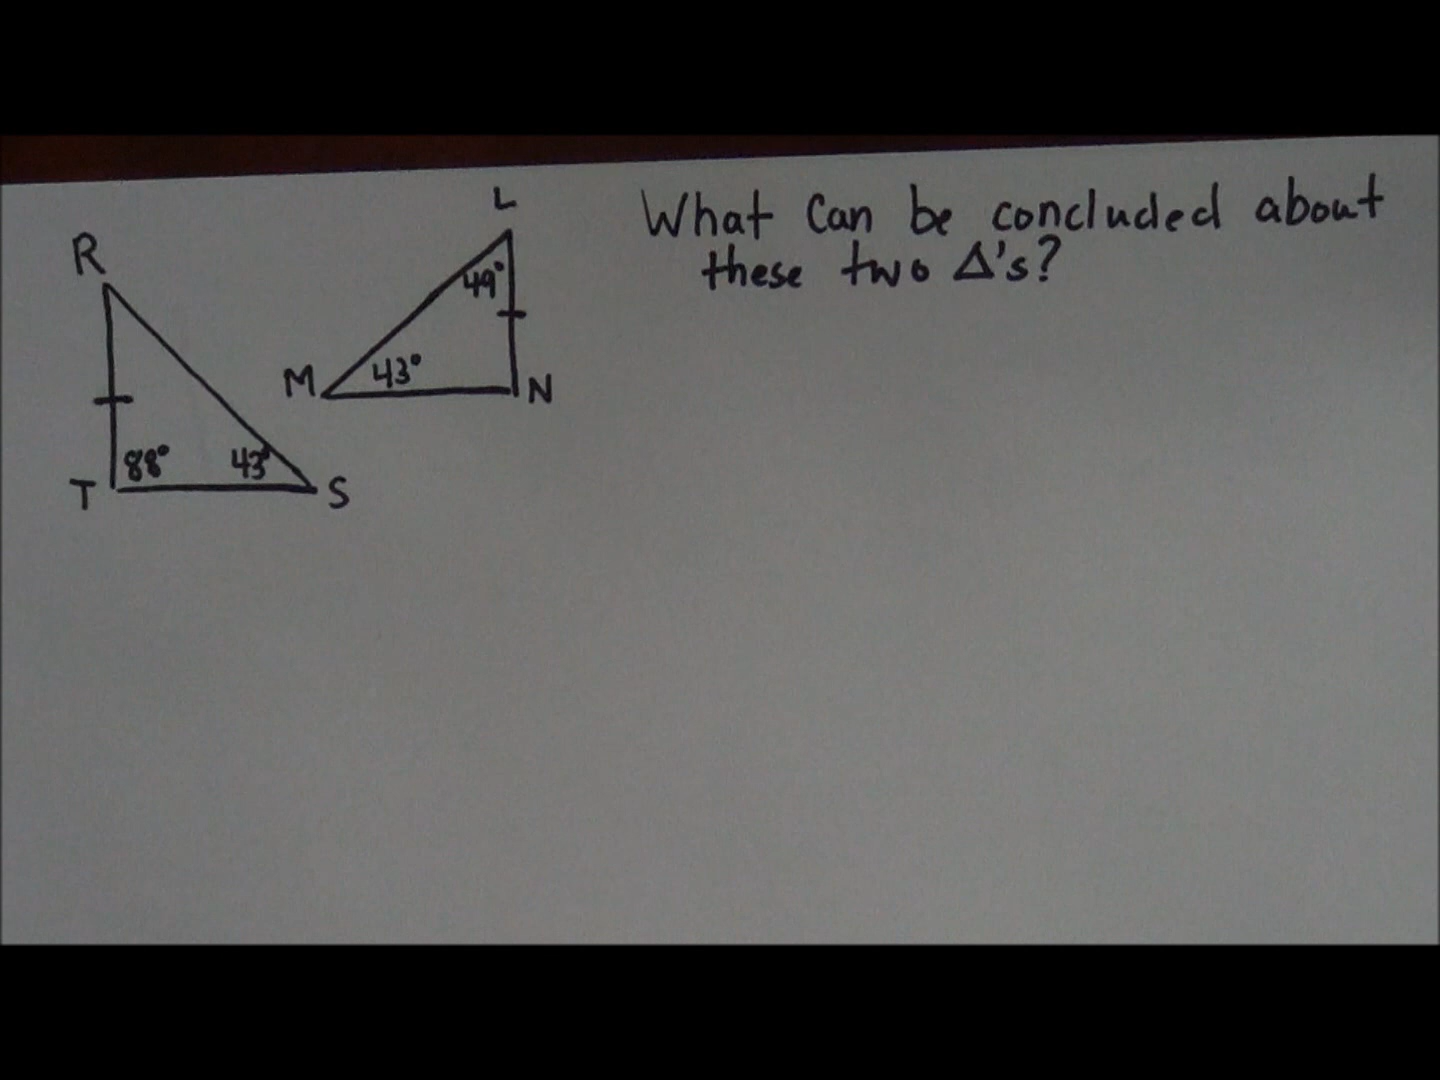 What can be concluded about
these two Δ's?
R
T
88°
43°
S
L
49°
M
43°
N